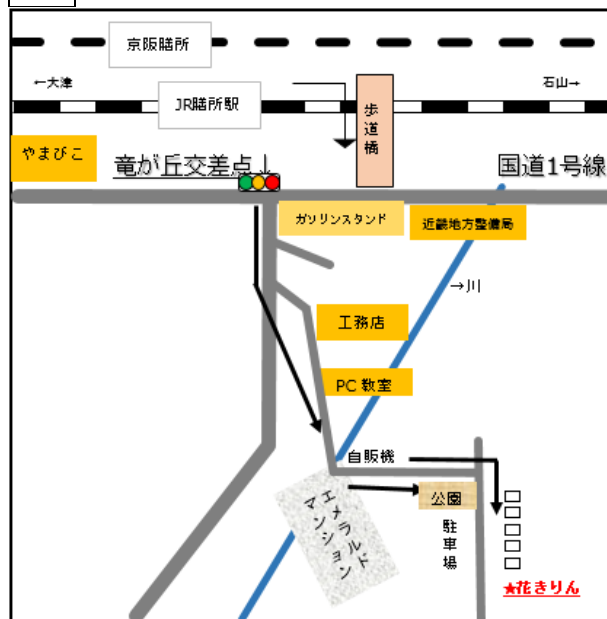 京阪膳所
←大津
石山→
JR膳所駅
歩道橋
やまびこ
竜が丘交差点↓
国道1号線
ガソリンスタンド
近畿地方整備局
→川
工務店
PC 教室
自販機
公園
エメラルド
マンション
駐車場
★花きりん